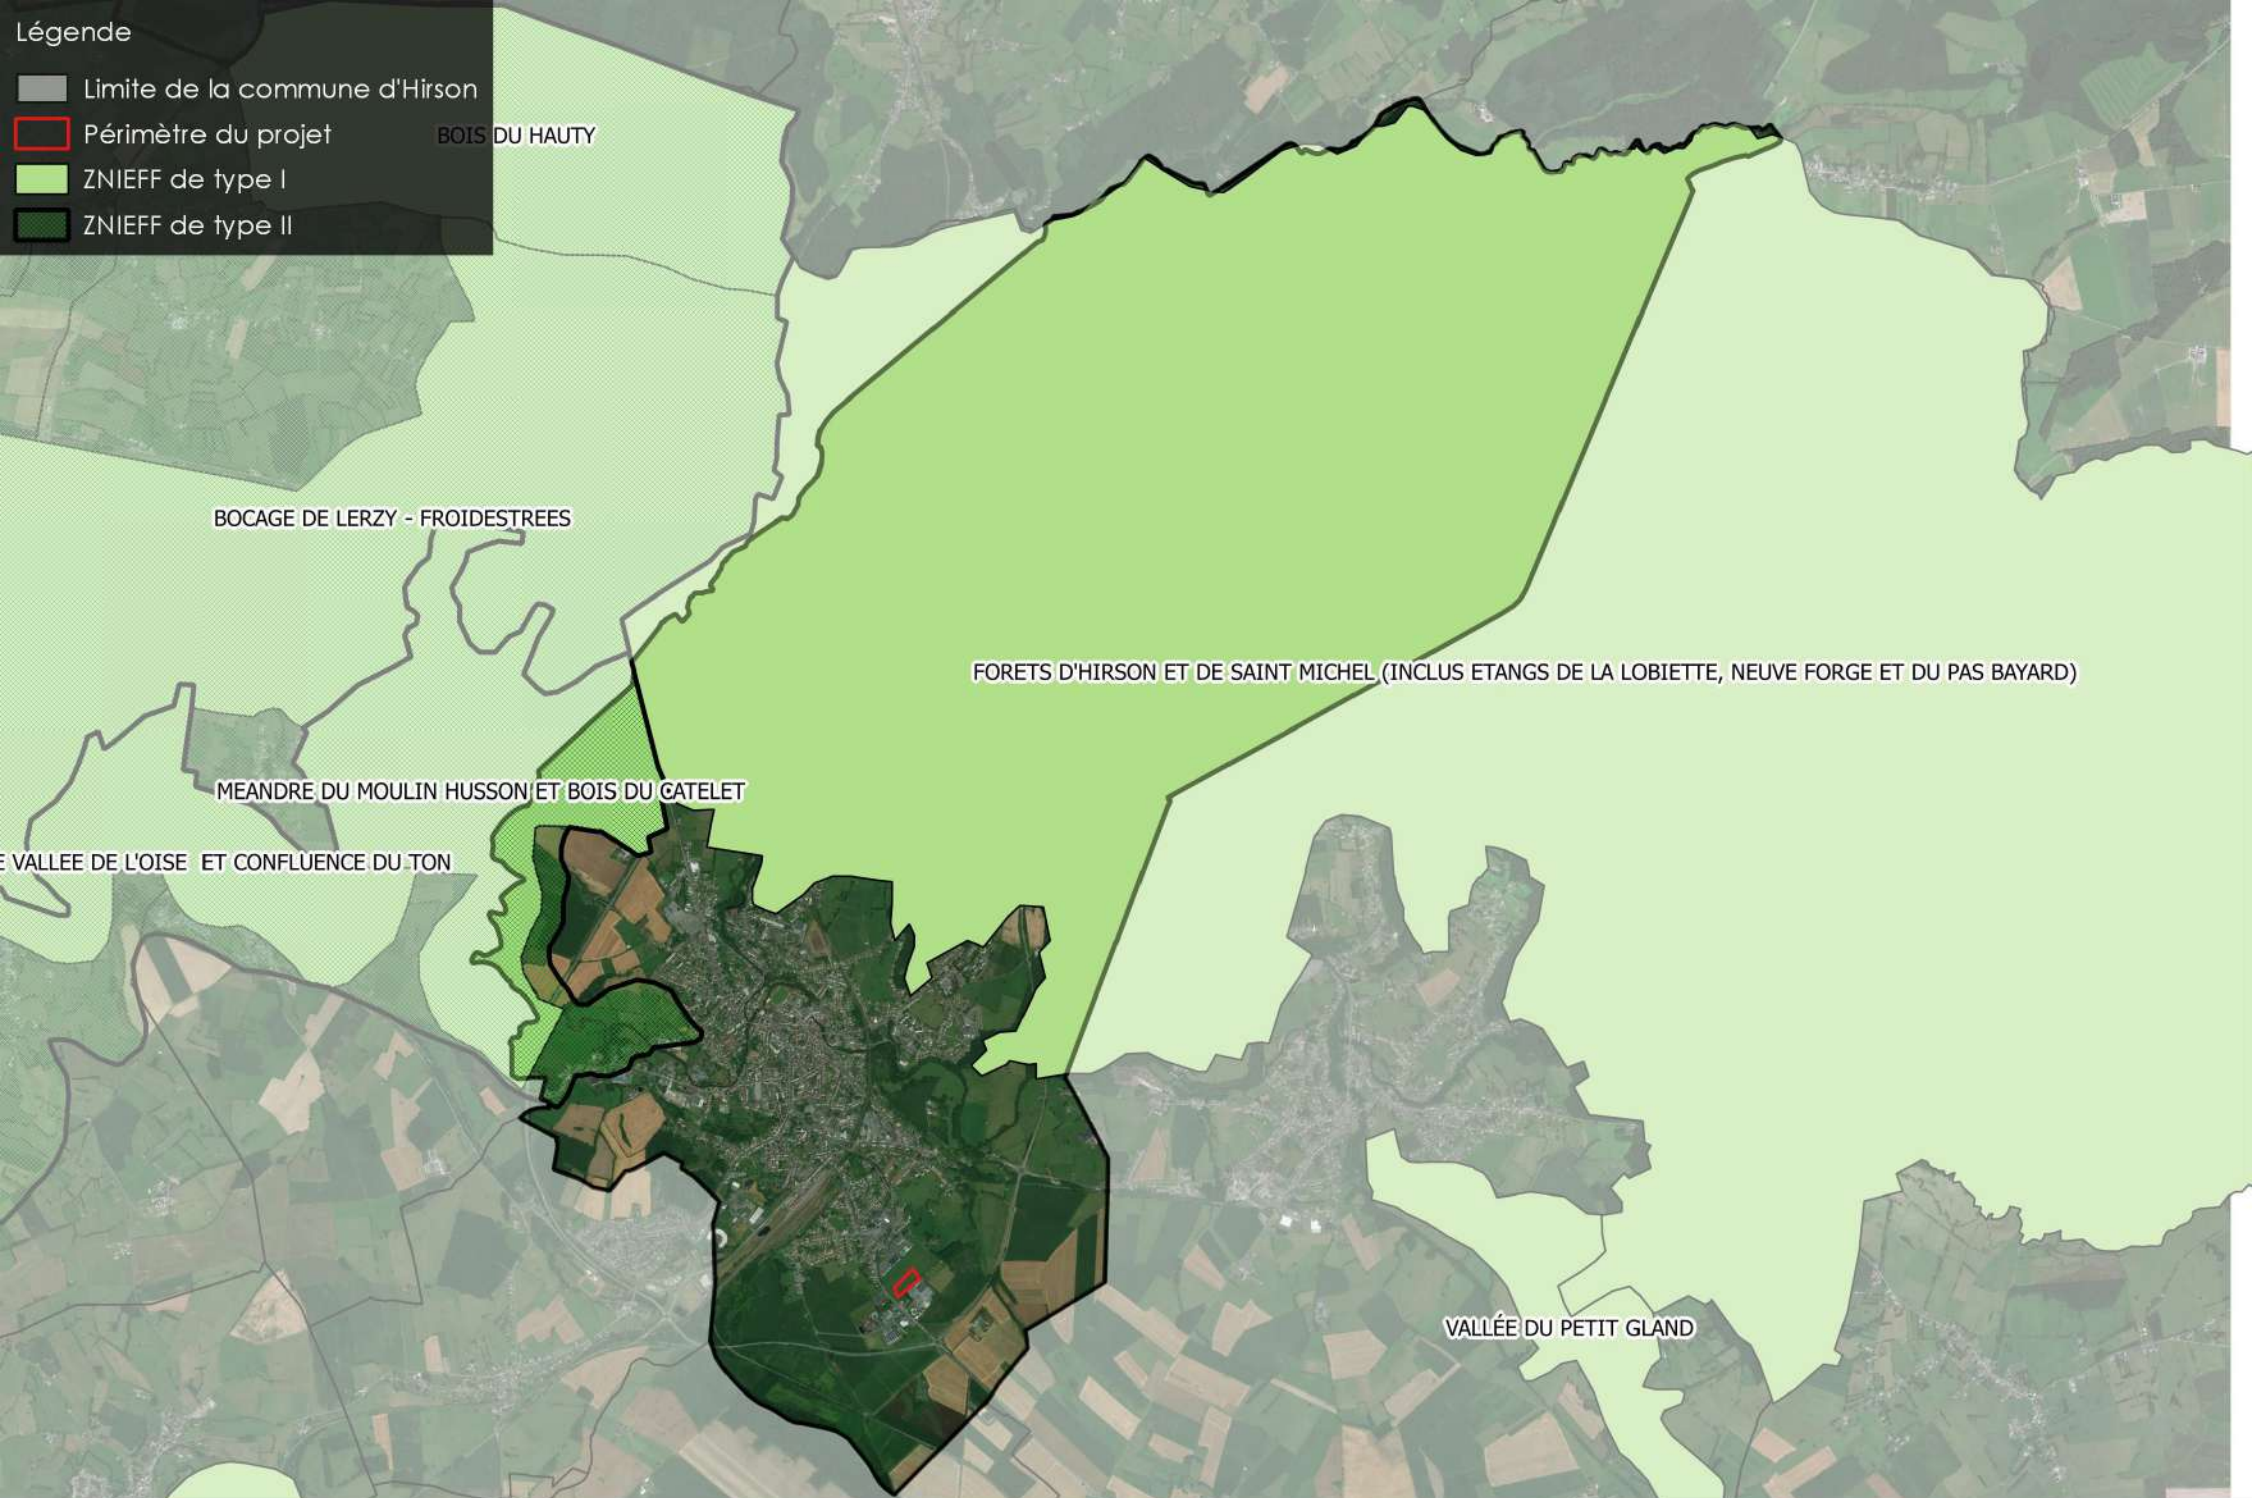 Légende
Limite de la commune d'Hirson
Périmètre du projet
ZNIEFF de type I
ZNIEFF de type II
BOIS DU HAUTY
BOCAGE DE LERZY - FROIDESTREES
FORETS D'HIRSON ET DE SAINT MICHEL (INCLUS ETANGS DE LA LOBIETTE, NEUVE FORGE ET DU PAS BAYARD)
MEANDRE DU MOULIN HUSSON ET BOIS DU CATELET
E VALLEE DE L'OISE ET CONFLUENCE DU TON
VALLÉE DU PETIT GLAND